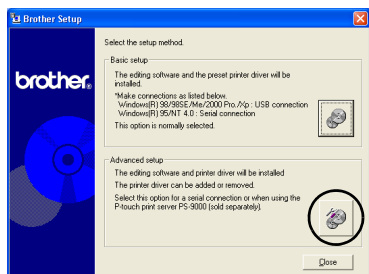 Brother Setup
Select the setup method.
brother.
Basic setup
The editing software and the preset printer driver will be
installed.
*Make connections as listed below.
Windows(R) 98/98SE/Me/2000 Pro./Xp : USB connection
Windows(R) 95/NT 4.0 : Serial connection
This option is normally selected.
Advanced setup
The editing software and printer driver will be installed
The printer driver can be added or removed.
Select this option for a serial connection or when using the
P-touch print server PS-9000 (sold separately).
Close